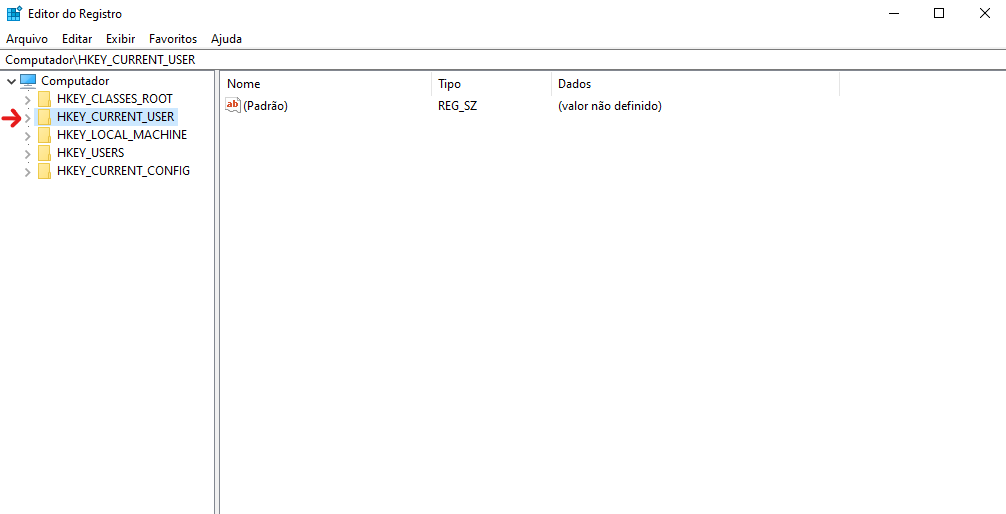 Editor do Registro
Arquivo Editar Exibir Favoritos Ajuda
Computador\HKEY_CURRENT_USER
Computador
HKEY_CLASSES_ROOT
HKEY_CURRENT_USER
HKEY_LOCAL_MACHINE
HKEY_USERS
HKEY_CURRENT_CONFIG
Nome Tipo Dados
ab (Padrão) REG_SZ (valor não definido)